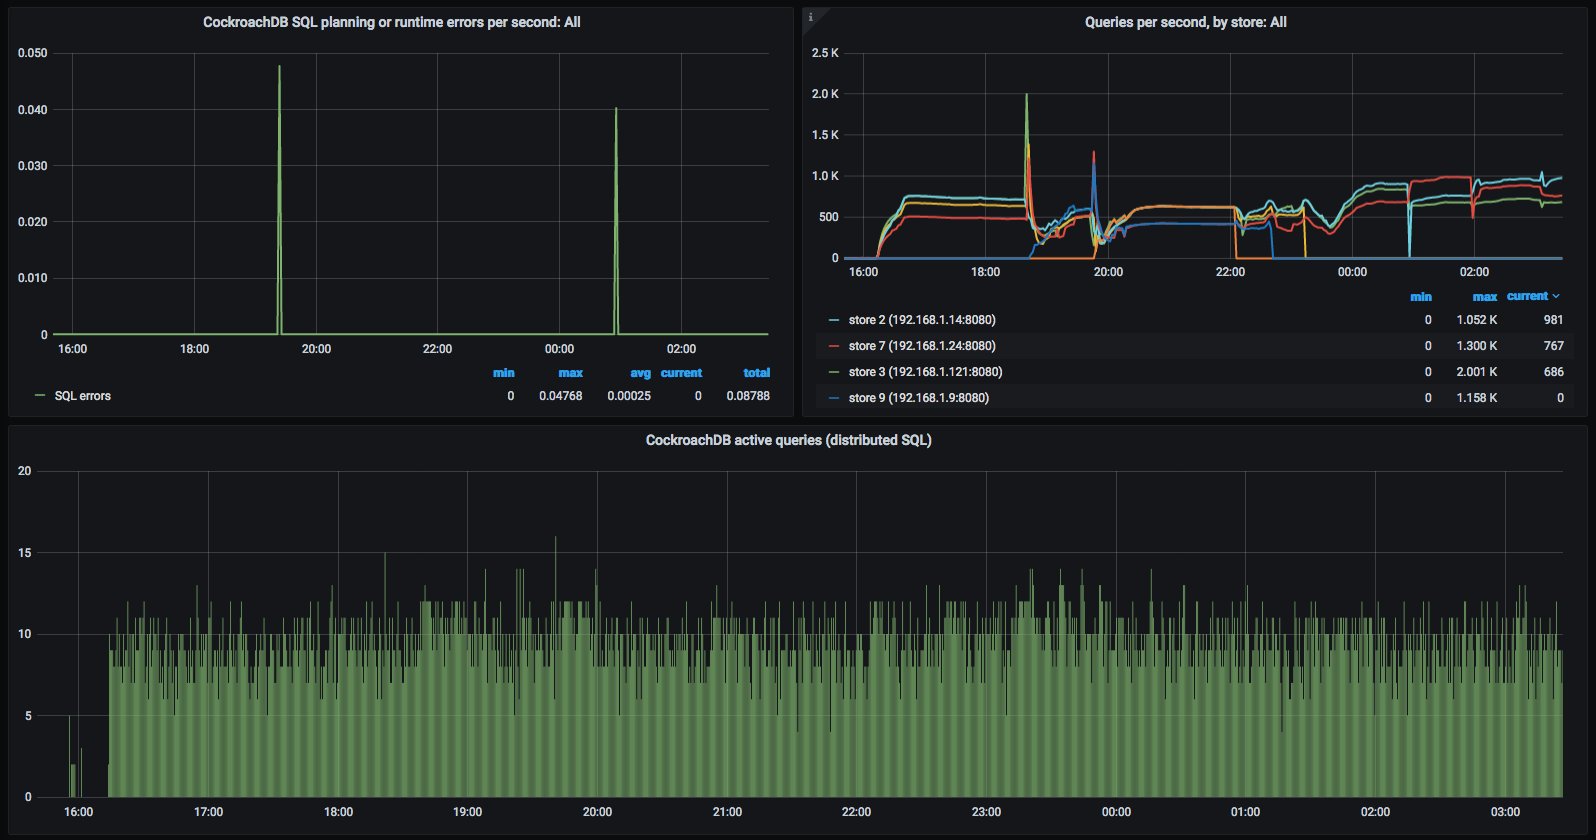 CockroachDB SQL planning or runtime errors per second: All
0.050
0.040
0.030
0.020
0.010
0
16:00 18:00 20:00 22:00 00:00 02:00
min max avg current total
SQL errors 0 0.04768 0.00025 0 0.08788
i
Queries per second, by store: All
2.5 K
2.0 K
1.5 K
1.0 K
500
0
16:00 18:00 20:00 22:00 00:00 02:00
min max current
store 2 (192.168.1.14:8080) 0 1.052 K 981
store 7 (192.168.1.24:8080) 0 1.300 K 767
store 3 (192.168.1.121:8080) 0 2.001 K 686
store 9 (192.168.1.9:8080) 0 1.158 K 0
CockroachDB active queries (distributed SQL)
20
15
10
5
0
16:00 17:00 18:00 19:00 20:00 21:00 22:00 23:00 00:00 01:00 02:00 03:00